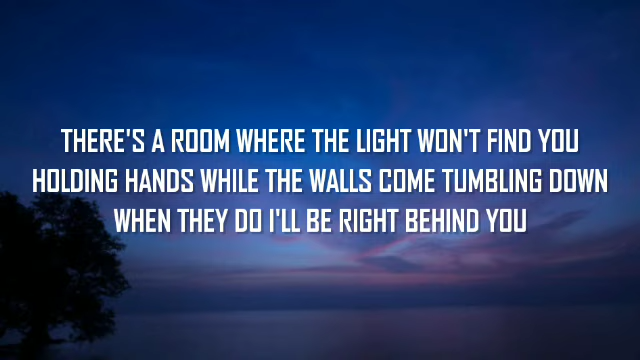 THERE'S A ROOM WHERE THE LIGHT WON'T FIND YOU
HOLDING HANDS WHILE THE WALLS COME TUMBLING DOWN
WHEN THEY DO I'LL BE RIGHT BEHIND YOU